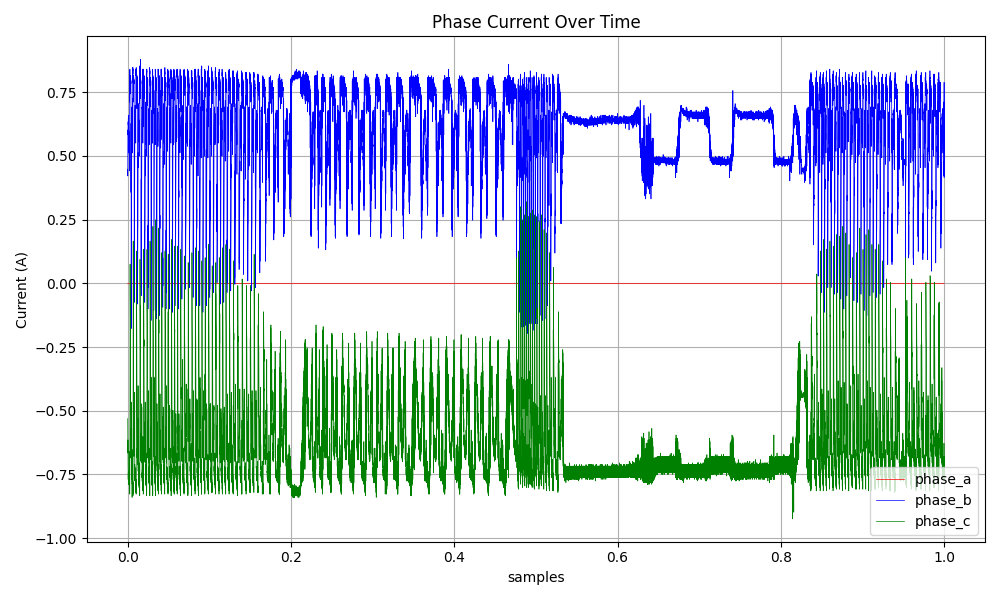 Phase Current Over Time
Current (A)
0.75
0.50
0.25
0.00
−0.25
−0.50
−0.75
−1.00
0.0 0.2 0.4 0.6 0.8 1.0
samples
phase_a
phase_b
phase_c